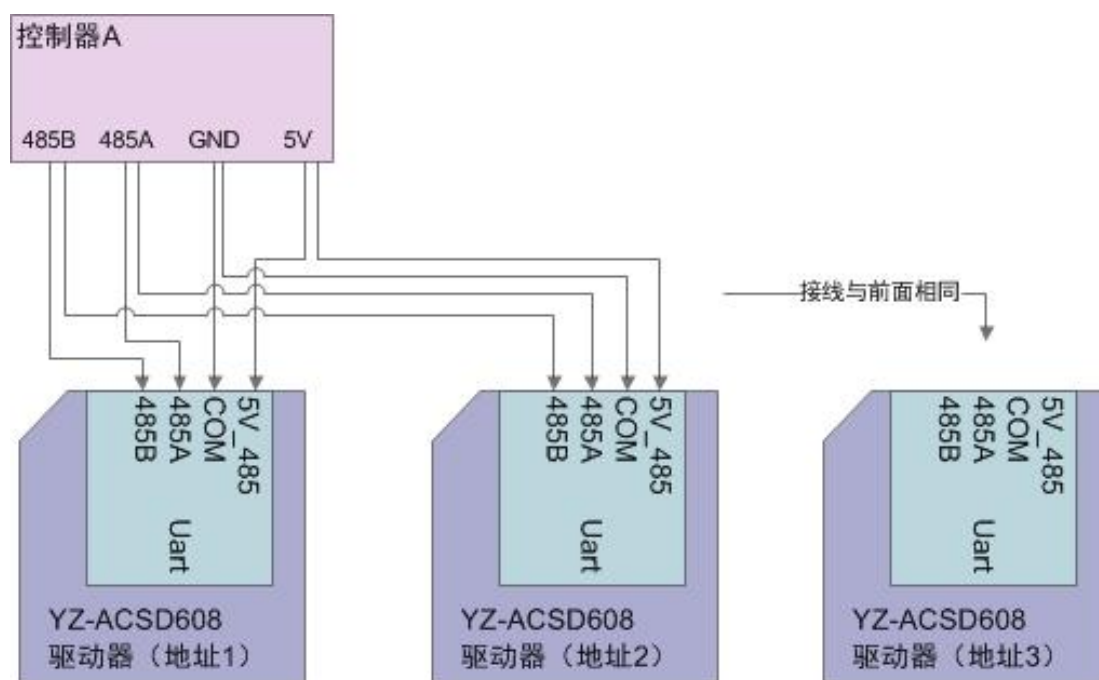 控制器A
485B 485A GND 5V
接线与前面相同
485B
485A
COM
5V_485
Uart
YZ-ACSD608
驱动器（地址1）
485B
485A
COM
5V_485
Uart
YZ-ACSD608
驱动器（地址2）
485B
485A
COM
5V_485
Uart
YZ-ACSD608
驱动器（地址3）